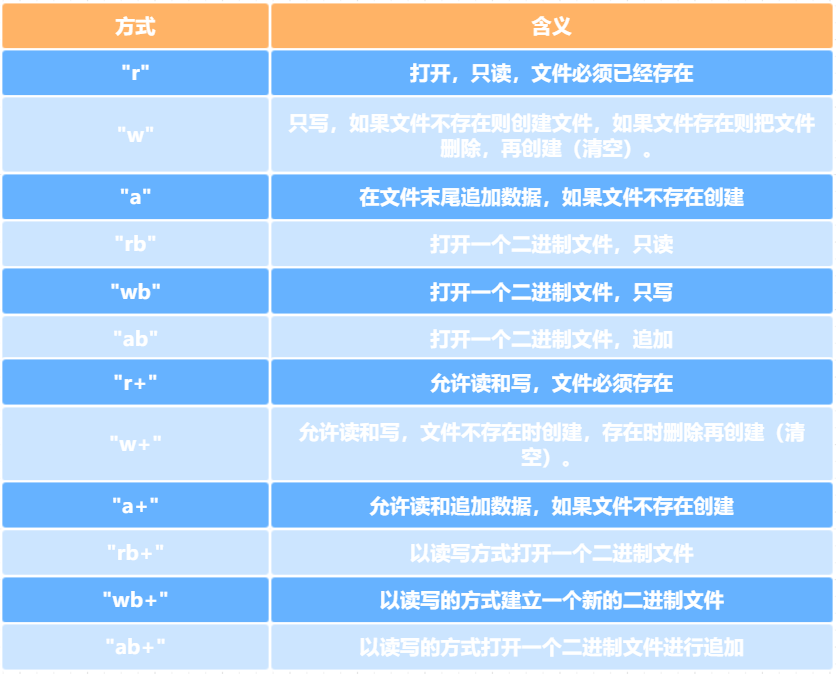 方式 含义
"r" 打开，只读，文件必须已经存在
"w" 只写，如果文件不存在则创建文件，如果文件存在则把文件
删除，再创建（清空）。
"a" 在文件末尾追加数据，如果文件不存在创建
"rb" 打开一个二进制文件，只读
"wb" 打开一个二进制文件，只写
"ab" 打开一个二进制文件，追加
"r+" 允许读和写，文件必须存在
"w+" 允许读和写，文件不存在时创建，存在时删除再创建（清
空）。
"a+" 允许读和追加数据，如果文件不存在创建
"rb+" 以读写方式打开一个二进制文件
"wb+" 以读写的方式建立一个新的二进制文件
"ab+" 以读写的方式打开一个二进制文件进行追加